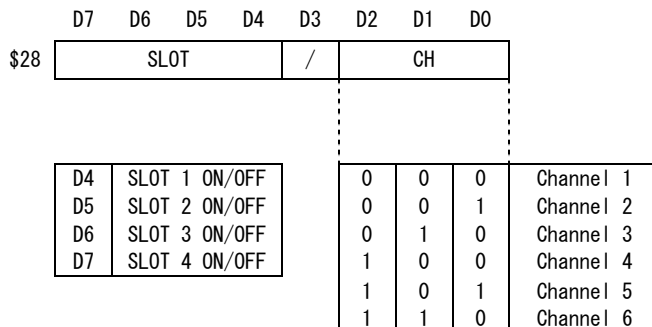 D7 D6 D5 D4 D3 D2 D1 D0
$28 SLOT / CH
D4 SLOT 1 ON/OFF 0 0 0 Channel 1
D5 SLOT 2 ON/OFF 0 0 1 Channel 2
D6 SLOT 3 ON/OFF 0 1 0 Channel 3
D7 SLOT 4 ON/OFF 1 0 0 Channel 4
1 0 1 Channel 5
1 1 0 Channel 6